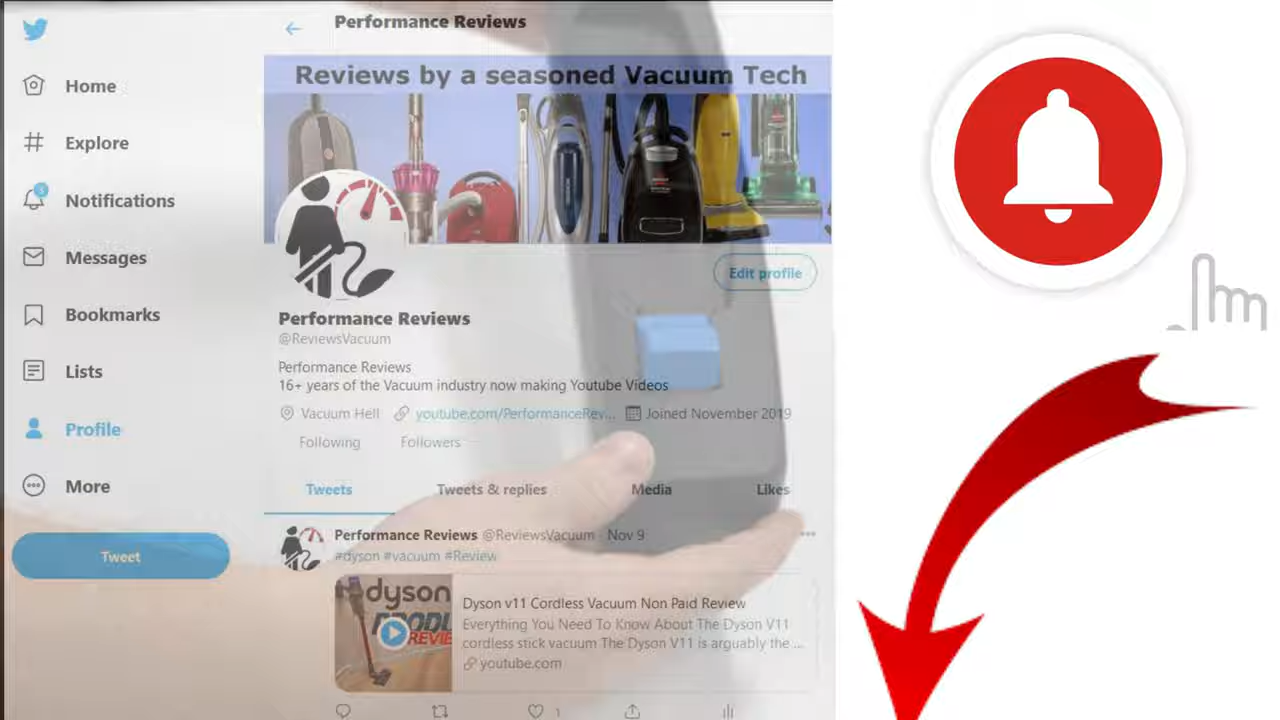 Performance Reviews
Home
Explore
3
Notifications
Messages
Bookmarks
Lists
Profile
More
Tweet
Reviews by a seasoned Vacuum Tech
Edit profile
Performance Reviews
@ReviewsVacuum
Performance Reviews
16+ years of the Vacuum industry now making Youtube Videos
Vacuum Hell youtube.com/PerformanceRev... Joined November 2019
Following Followers
Tweets Tweets & replies Media Likes
Performance Reviews @ReviewsVacuum · Nov 9
#dyson #vacuum #Review
dyson
PRODU
REVIE
Dyson v11 Cordless Vacuum Non Paid Review
Everything You Need To Know About The Dyson V11
cordless stick vacuum The Dyson V11 is arguably the ...
youtube.com
1